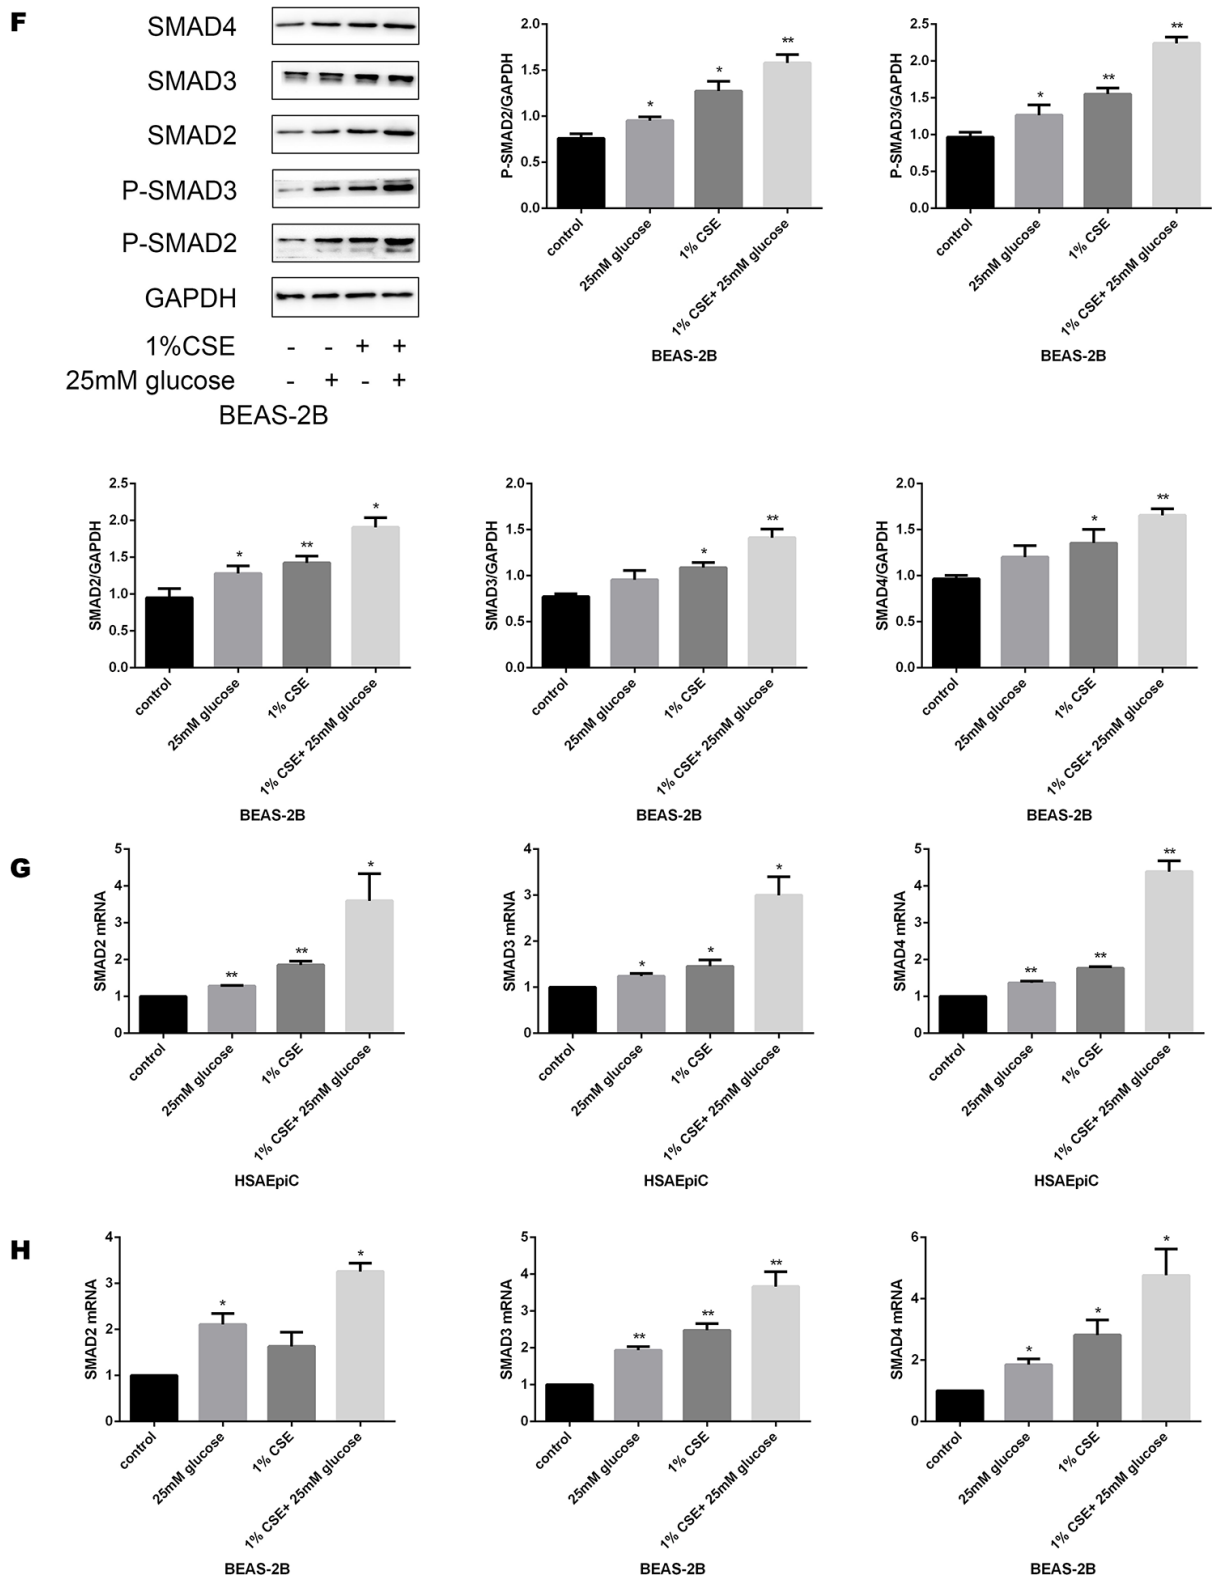 F
SMAD4
SMAD3
SMAD2
P-SMAD3
P-SMAD2
GAPDH
1%CSE - - + +
25mM glucose - + - +
BEAS-2B
P-SMAD2/GAPDH
2.0
1.5
1.0
0.5
0.0
* * **
control
25mM glucose
1% CSE
1% CSE+ 25mM glucose
BEAS-2B
P-SMAD3/GAPDH
2.5
2.0
1.5
1.0
0.5
0.0
* ** **
control
25mM glucose
1% CSE
1% CSE+ 25mM glucose
BEAS-2B
SMAD2/GAPDH
2.5
2.0
1.5
1.0
0.5
0.0
* ** *
control
25mM glucose
1% CSE
1% CSE+ 25mM glucose
BEAS-2B
SMAD3/GAPDH
2.0
1.5
1.0
0.5
0.0
* **
control
25mM glucose
1% CSE
1% CSE+ 25mM glucose
BEAS-2B
SMAD4/GAPDH
2.0
1.5
1.0
0.5
0.0
* **
control
25mM glucose
1% CSE
1% CSE+ 25mM glucose
BEAS-2B
G
SMAD2 mRNA
5
4
3
2
1
0
** ** *
control
25mM glucose
1% CSE
1% CSE+ 25mM glucose
HSAEpiC
SMAD3 mRNA
4
3
2
1
0
* * *
control
25mM glucose
1% CSE
1% CSE+ 25mM glucose
HSAEpiC
SMAD4 mRNA
5
4
3
2
1
0
** ** **
control
25mM glucose
1% CSE
1% CSE+ 25mM glucose
HSAEpiC
H
SMAD2 mRNA
4
3
2
1
0
* *
control
25mM glucose
1% CSE
1% CSE+ 25mM glucose
BEAS-2B
SMAD3 mRNA
5
4
3
2
1
0
** ** **
control
25mM glucose
1% CSE
1% CSE+ 25mM glucose
BEAS-2B
SMAD4 mRNA
6
4
2
0
* * *
control
25mM glucose
1% CSE
1% CSE+ 25mM glucose
BEAS-2B